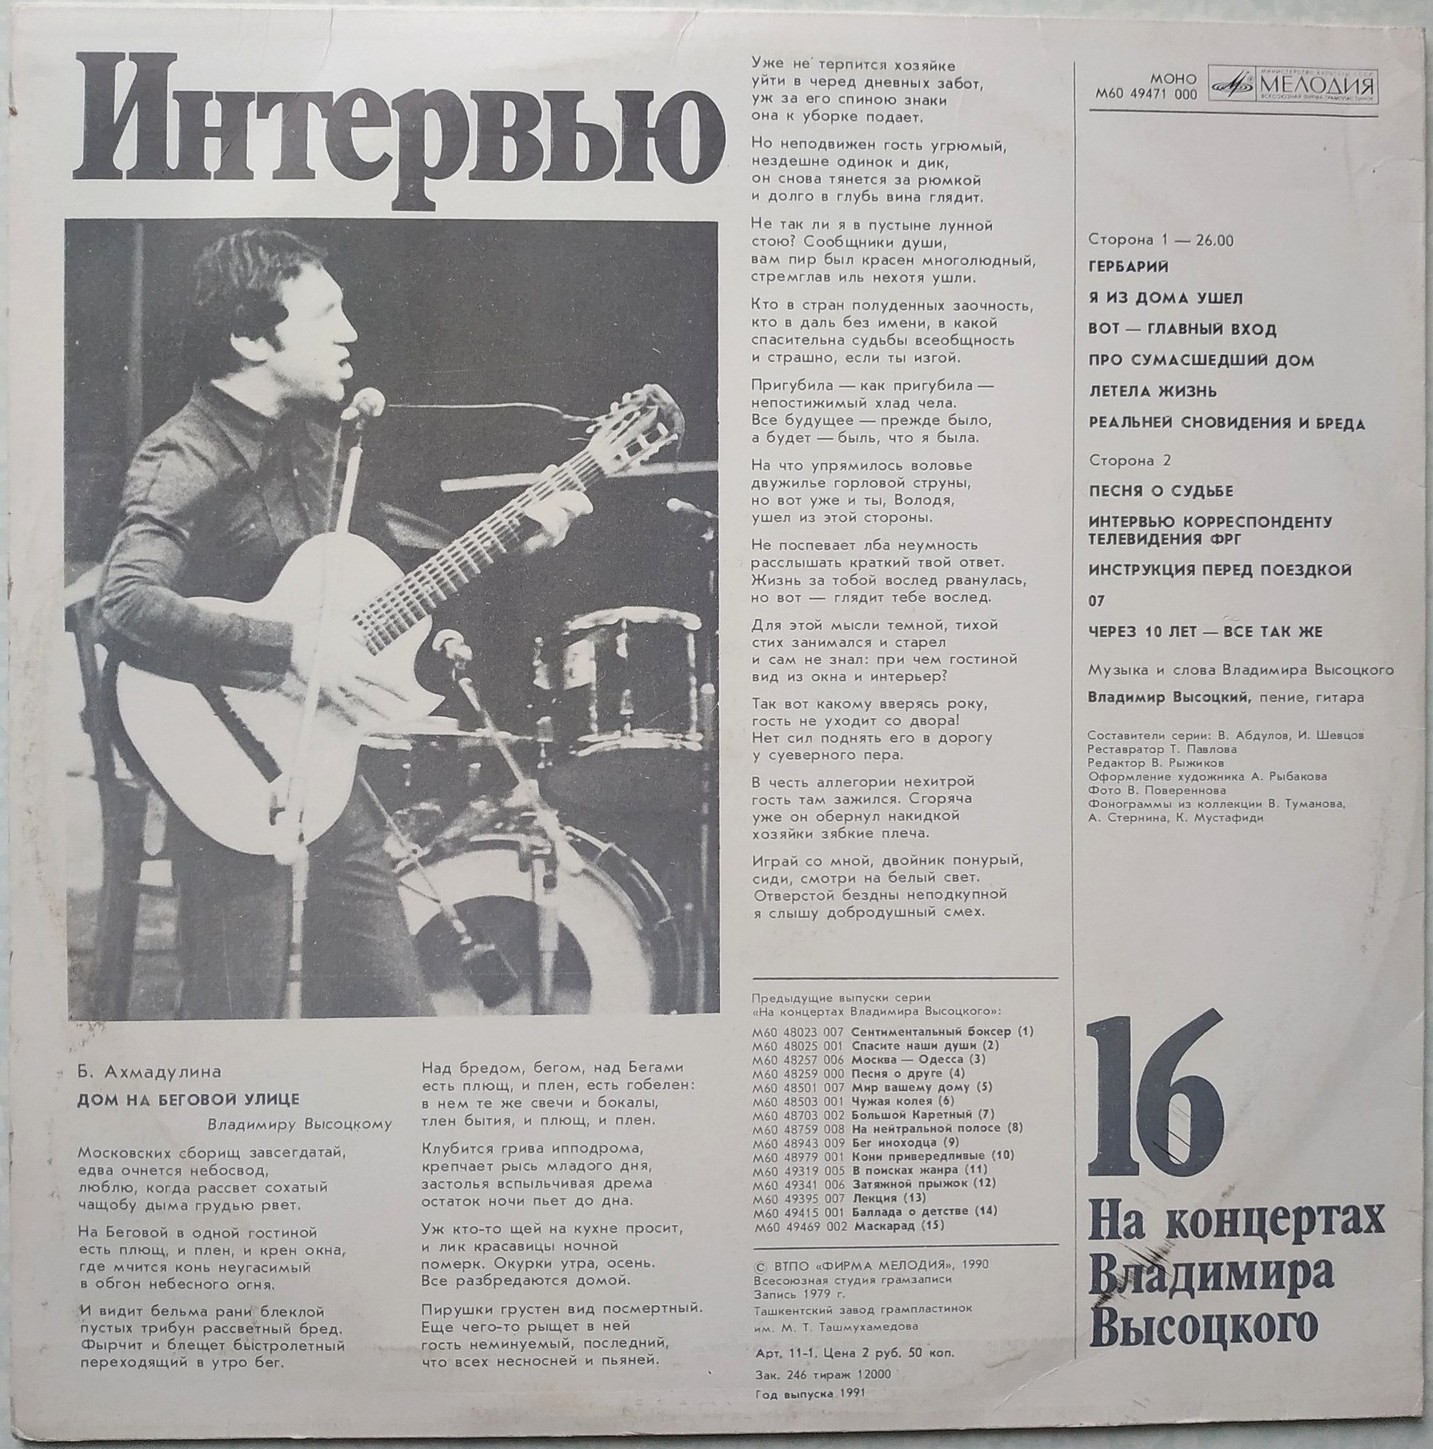 Интервью
Б. Ахмадулина
ДОМ НА БЕГОВОЙ УЛИЦЕ
Владимиру Высоцкому
Московских сборищ завсегдатай,
едва очнется небосвод,
люблю, когда рассвет сохатый
чащобу дыма грудью рвет.
На Беговой в одной гостиной
есть плющ, и плен, и крен окна,
где мчится конь неугасимый
в обгон небесного огня.
И видит бельма рани блеклой
пустых трибун рассветный бред.
Фырчит и блещет быстролетный
переходящий в утро бег.
Над бредом, бегом, над Бегами
есть плющ, и плен, есть гобелен:
в нем те же свечи и бокалы,
тлен бытия, и плющ, и плен.
Клубится грива ипподрома,
крепчает рысь младого дня,
застолья вспыльчивая дрема
остаток ночи пьет до дна.
Уж кто-то щей на кухне просит,
и лик красавицы ночной
померк. Окурки утра, осень.
Все разбредаются домой.
Пирушки грустен вид посмертный.
Еще чего-то рыщет в ней
гость неминуемый, последний,
что всех несносней и пьяней.
Уже не терпится хозяйке
уйти в черед дневных забот,
уж за его спиною знаки
она к уборке подает.
Но неподвижен гость угрюмый,
нездешне одинок и дик,
он снова тянется за рюмкой
и долго в глубь вина глядит.
Не так ли я в пустыне лунной
стою? Сообщники души,
вам пир был красен многолюдный,
стремглав иль нехотя ушли.
Кто в стран полуденных заочность,
кто в даль без имени, в какой
спасительна судьбы всеобщность
и страшно, если ты изгой.
Пригубила — как пригубила —
непостижимый хлад чела.
Все будущее — прежде было,
а будет — быль, что я была.
На что упрямилось воловье
двужилье горловой струны,
но вот уже и ты, Володя,
ушел из этой стороны.
Не поспевает лба неумность
расслышать краткий твой ответ.
Жизнь за тобой вослед рванулась,
но вот — глядит тебе вослед.
Для этой мысли темной, тихой
стих занимался и старел
и сам не знал: при чем гостиной
вид из окна и интерьер?
Так вот какому вверясь року,
гость не уходит со двора!
Нет сил поднять его в дорогу
у суеверного пера.
В честь аллегории нехитрой
гость там зажился. Сгоряча
уже он обернул накидкой
хозяйки зябкие плеча.
Играй со мной, двойник понурый,
сиди, смотри на белый свет.
Отверстой бездны неподкупной
я слышу добродушный смех.
Предыдущие выпуски серии
«На концертах Владимира Высоцкого»:
М60 48023 007 Сентиментальный боксер (1)
М60 48025 001 Спасите наши души (2)
М60 48257 006 Москва — Одесса (3)
М60 48259 000 Песня о друге (4)
М60 48501 007 Мир вашему дому (5)
М60 48503 001 Чужая колея (6)
М60 48703 002 Большой Каретный (7)
М60 48759 008 На нейтральной полосе (8)
М60 48943 009 Бег иноходца (9)
М60 48979 001 Кони привередливые (10)
М60 49319 005 В поисках жанра (11)
М60 49341 006 Затяжной прыжок (12)
М60 49395 007 Лекция (13)
М60 49415 001 Баллада о детстве (14)
М60 49469 002 Маскарад (15)
© ВТПО «ФИРМА МЕЛОДИЯ», 1990
Всесоюзная студия грамзаписи
Запись 1979 г.
Ташкентский завод грампластинок
им. М. Т. Ташмухамедова
Арт. 11-1. Цена 2 руб. 50 коп.
Зак. 246 тираж 12000
Год выпуска 1991
МОНО
М60 49471 000
МИНИСТЕРСТВО КУЛЬТУРЫ СССР
МЕЛОДИЯ
ВСЕСОЮЗНАЯ ФИРМА ГРАМПЛАСТИНОК
Сторона 1 — 26.00
ГЕРБАРИЙ
Я ИЗ ДОМА УШЕЛ
ВОТ — ГЛАВНЫЙ ВХОД
ПРО СУМАСШЕДШИЙ ДОМ
ЛЕТЕЛА ЖИЗНЬ
РЕАЛЬНЕЙ СНОВИДЕНИЯ И БРЕДА
Сторона 2
ПЕСНЯ О СУДЬБЕ
ИНТЕРВЬЮ КОРРЕСПОНДЕНТУ
ТЕЛЕВИДЕНИЯ ФРГ
ИНСТРУКЦИЯ ПЕРЕД ПОЕЗДКОЙ
07
ЧЕРЕЗ 10 ЛЕТ — ВСЕ ТАК ЖЕ
Музыка и слова Владимира Высоцкого
Владимир Высоцкий, пение, гитара
Составители серии: В. Абдулов, И. Шевцов
Реставратор Т. Павлова
Редактор В. Рыжиков
Оформление художника А. Рыбакова
Фото В. Повереннова
Фонограммы из коллекции В. Туманова,
А. Стернина, К. Мустафиди
16
На концертах
Владимира
Высоцкого